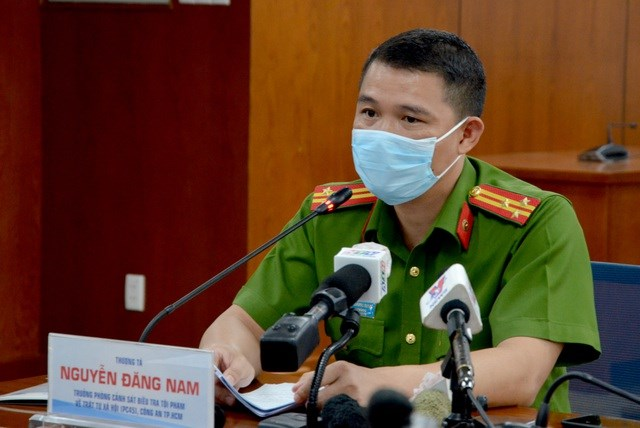 THƯỢNG TÁ
NGUYỄN ĐĂNG NAM
TRƯỞNG PHÒNG CẢNH SÁT ĐIỀU TRA TỘI PHẠM
VỀ TRẬT TỰ XÃ HỘI (PC02), CÔNG AN TP.HCM